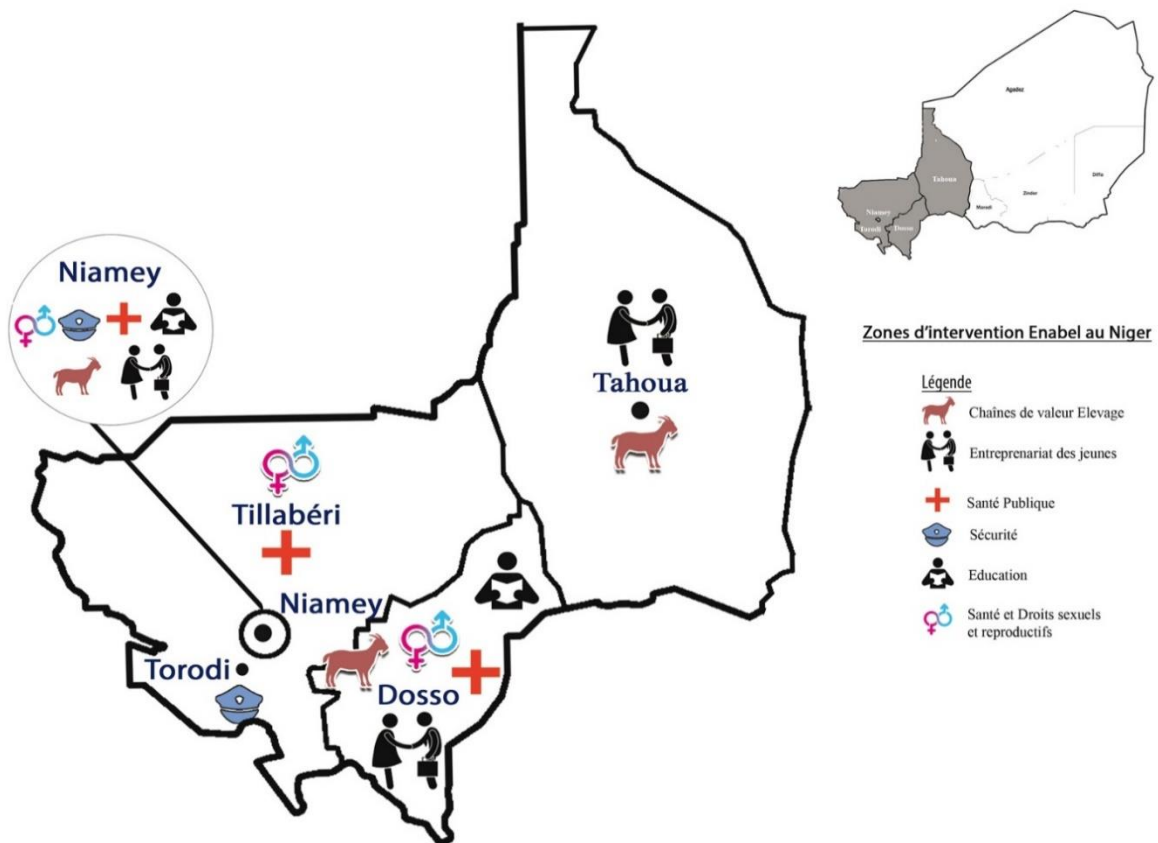 Niamey
Tahoua
Tillabéri
Niamey
Torodi
Dosso
Agadez
Tahoua
Diffa
Zinder
Maradi
Niamey
Torodi
Dosso
Zones d'intervention Enabel au Niger
Légende
Chaînes de valeur Elevage
Entreprenariat des jeunes
Santé Publique
Sécurité
Education
Santé et Droits sexuels
et reproductifs